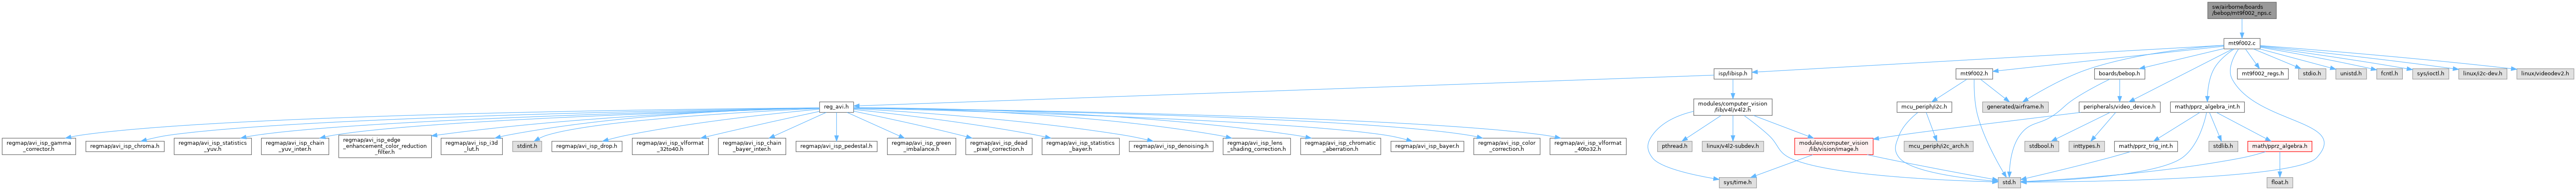 sw/airborne/boards
/bebop/mt9f002_nps.c
mt9f002.c
isp/libisp.h
mt9f002.h
boards/bebop.h
mt9f002_regs.h
stdio.h
unistd.h
fcntl.h
sys/ioctl.h
linux/i2c-dev.h
linux/videodev2.h
reg_avi.h
modules/computer_vision
/lib/v4l/v4l2.h
mcu_periph/i2c.h
generated/airframe.h
peripherals/video_device.h
math/pprz_algebra_int.h
regmap/avi_isp_gamma
_corrector.h
regmap/avi_isp_chroma.h
regmap/avi_isp_statistics
_yuv.h
regmap/avi_isp_chain
_yuv_inter.h
regmap/avi_isp_edge
_enhancement_color_reduction
_filter.h
regmap/avi_isp_i3d
_lut.h
stdint.h
regmap/avi_isp_drop.h
regmap/avi_isp_vlformat
_32to40.h
regmap/avi_isp_chain
_bayer_inter.h
regmap/avi_isp_pedestal.h
regmap/avi_isp_green
_imbalance.h
regmap/avi_isp_dead
_pixel_correction.h
regmap/avi_isp_statistics
_bayer.h
regmap/avi_isp_denoising.h
regmap/avi_isp_lens
_shading_correction.h
regmap/avi_isp_chromatic
_aberration.h
regmap/avi_isp_bayer.h
regmap/avi_isp_color
_correction.h
regmap/avi_isp_vlformat
_40to32.h
pthread.h
linux/v4l2-subdev.h
modules/computer_vision
/lib/vision/image.h
mcu_periph/i2c_arch.h
stdbool.h
inttypes.h
math/pprz_trig_int.h
stdlib.h
math/pprz_algebra.h
sys/time.h
std.h
float.h